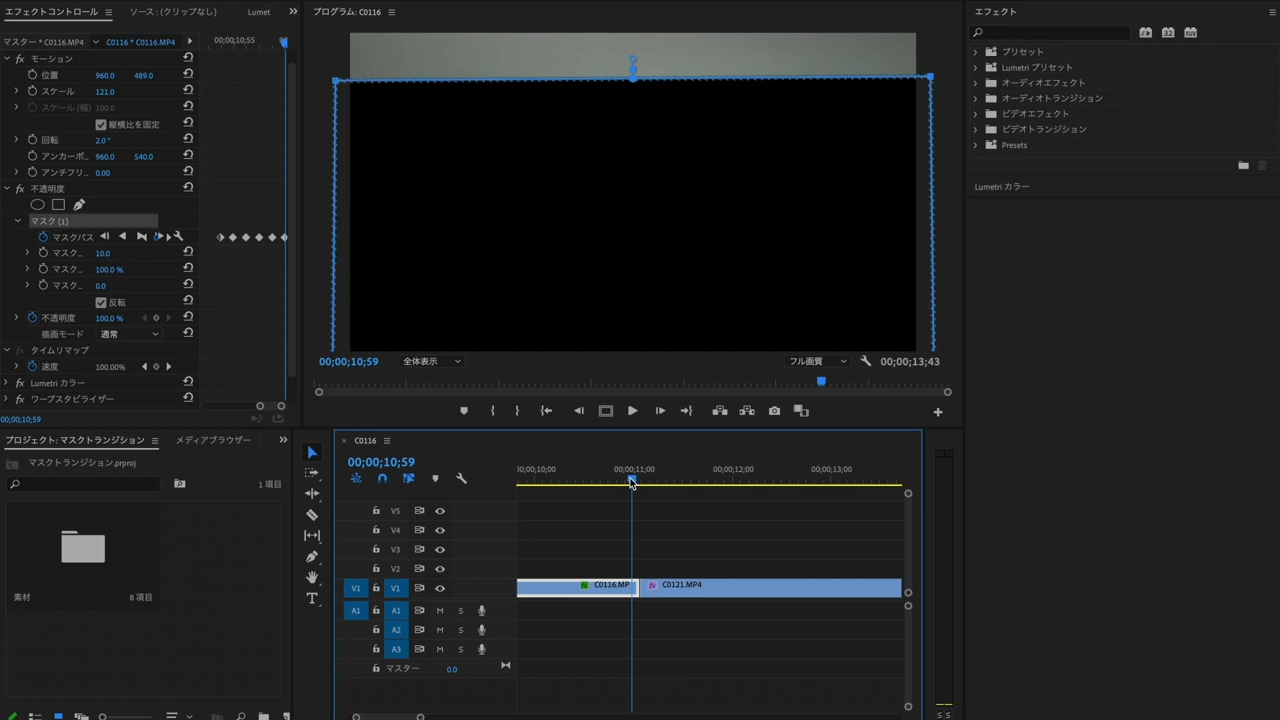 エフェクトコントロール
ソース : (クリップなし)
Lumet
マスター * C0116.MP4
C0116 * C0116.MP4
00;00;10;55
00
モーション
位置
960.0
489.0
スケール
121.0
スケール (幅)
100.0
縦横比を固定
回転
2.0 °
アンカーポ..
960.0
540.0
アンチフリ..
0.00
不透明度
マスク (1)
マスクパス
マスク...
10.0
マスク...
100.0 %
マスク...
0.0
反転
不透明度
100.0 %
描画モード
通常
タイムリマップ
速度
100.00%
Lumetri カラー
ワープスタビライザー
00;00;10;59
プログラム: C0116
00;00;10;59
全体表示
フル画質
00;00;13;43
エフェクト
プリセット
Lumetri プリセット
オーディオエフェクト
オーディオトランジション
ビデオエフェクト
ビデオトランジション
Presets
Lumetri カラー
プロジェクト: マスクトランジション
メディアブラウザー
マスクトランジション.prproj
1 項目
素材
8 項目
C0116
00;00;10;59
00;00;10;00
00;00;11;00
00;00;12;00
00;00;13;00
V5
V4
V3
V2
V1
V1
C0116.MP
C0121.MP4
A1
A1
M
S
A2
M
S
A3
M
S
マスター
0.0
S
S